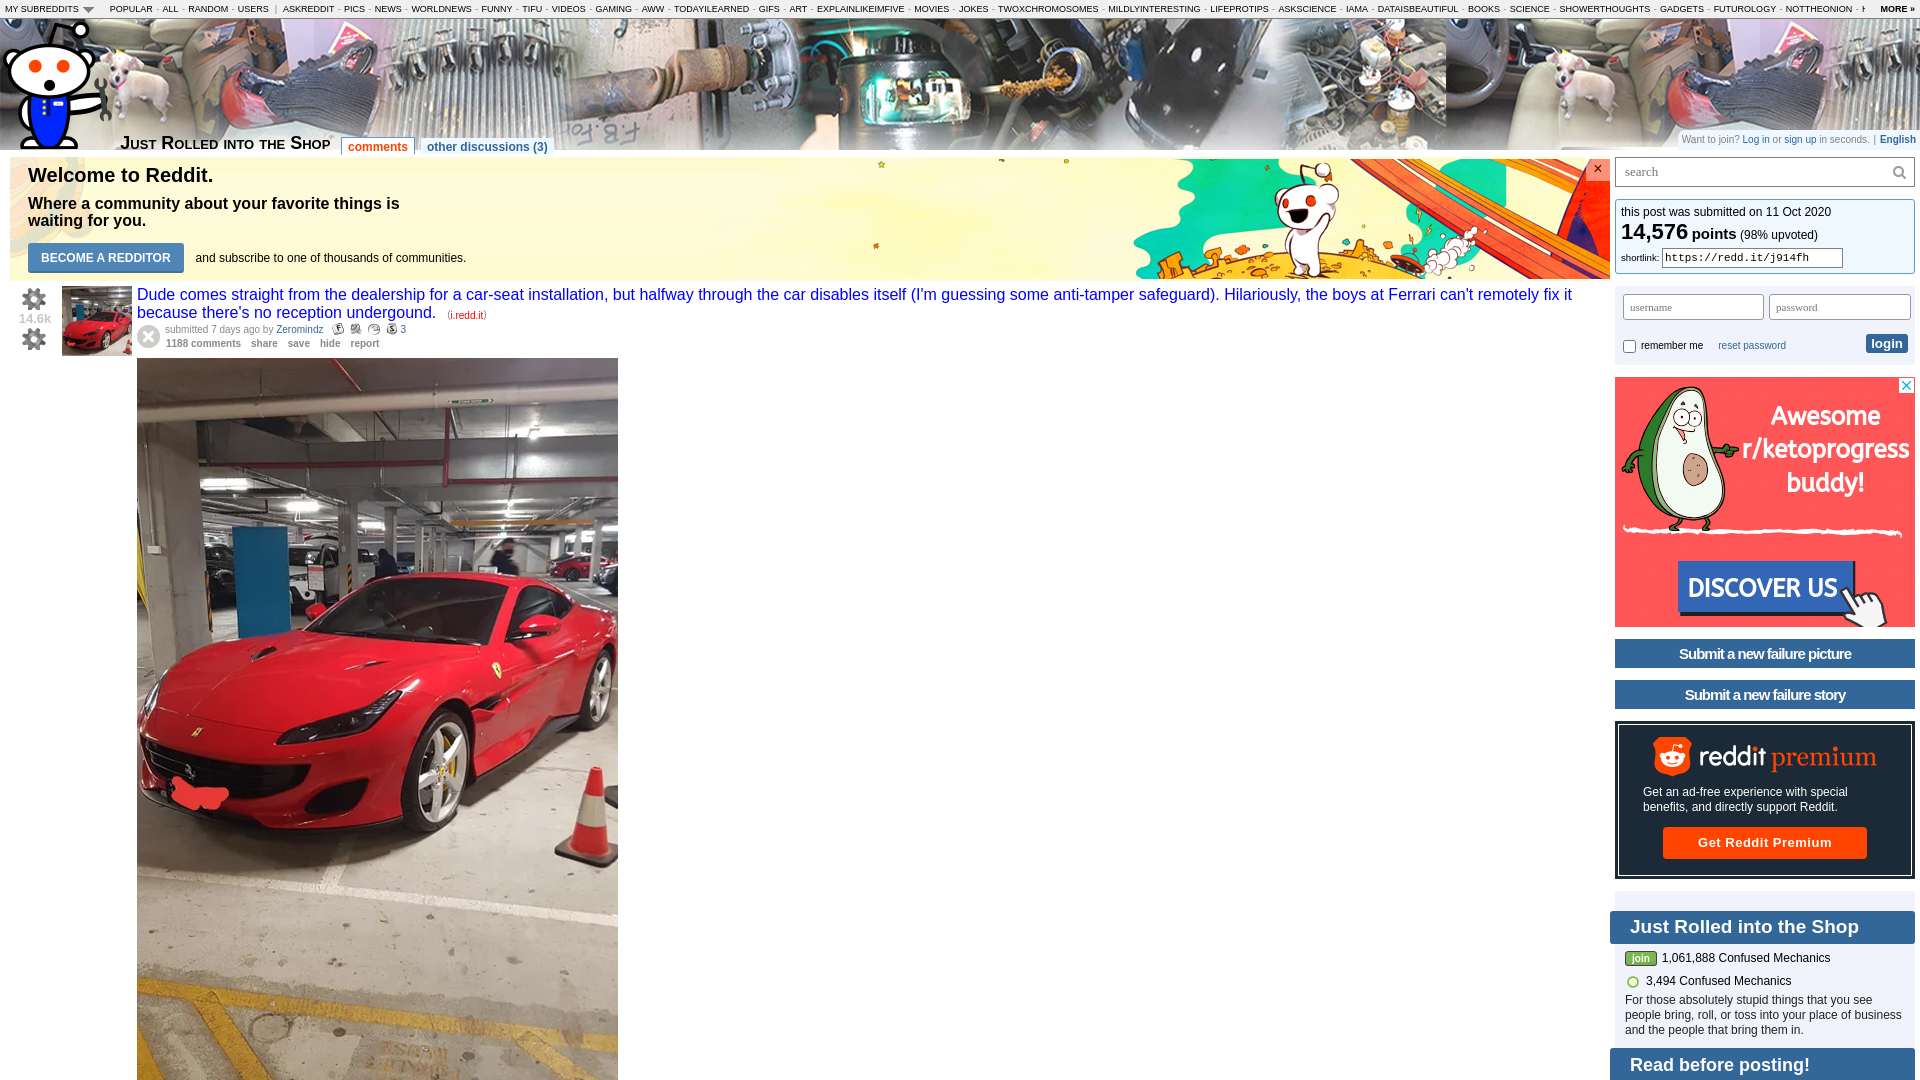 MY SUBREDDITS
POPULAR - ALL - RANDOM - USERS | ASKREDDIT - PICS - NEWS - WORLDNEWS - FUNNY - TIFU - VIDEOS - GAMING - AWW - TODAYILEARNED - GIFS - ART - EXPLAINLIKEIMFIVE - MOVIES - JOKES - TWOXCHROMOSOMES - MILDLYINTERESTING - LIFEPROTIPS - ASKSCIENCE - IAMA - DATAISBEAUTIFUL - BOOKS - SCIENCE - SHOWERTHOUGHTS - GADGETS - FUTUROLOGY - NOTTHEONION -
MORE »
JUST ROLLED INTO THE SHOP
comments
other discussions (3)
Want to join? Log in or sign up in seconds. | English
Welcome to Reddit.
Where a community about your favorite things is
waiting for you.
BECOME A REDDITOR
and subscribe to one of thousands of communities.
×
14.6k
Dude comes straight from the dealership for a car-seat installation, but halfway through the car disables itself (I'm guessing some anti-tamper safeguard). Hilariously, the boys at Ferrari can't remotely fix it
because there's no reception undergound. (i.redd.it)
submitted 7 days ago by Zeromindz
3
1188 comments share save hide report
search
this post was submitted on 11 Oct 2020
14,576 points (98% upvoted)
shortlink: https://redd.it/j914fh
username
password
remember me
reset password
login
Awesome
r/ketoprogress
buddy!
DISCOVER US
Submit a new failure picture
Submit a new failure story
reddit premium
Get an ad-free experience with special
benefits, and directly support Reddit.
Get Reddit Premium
Just Rolled into the Shop
join 1,061,888 Confused Mechanics
3,494 Confused Mechanics
For those absolutely stupid things that you see
people bring, roll, or toss into your place of business
and the people that bring them in.
Read before posting!